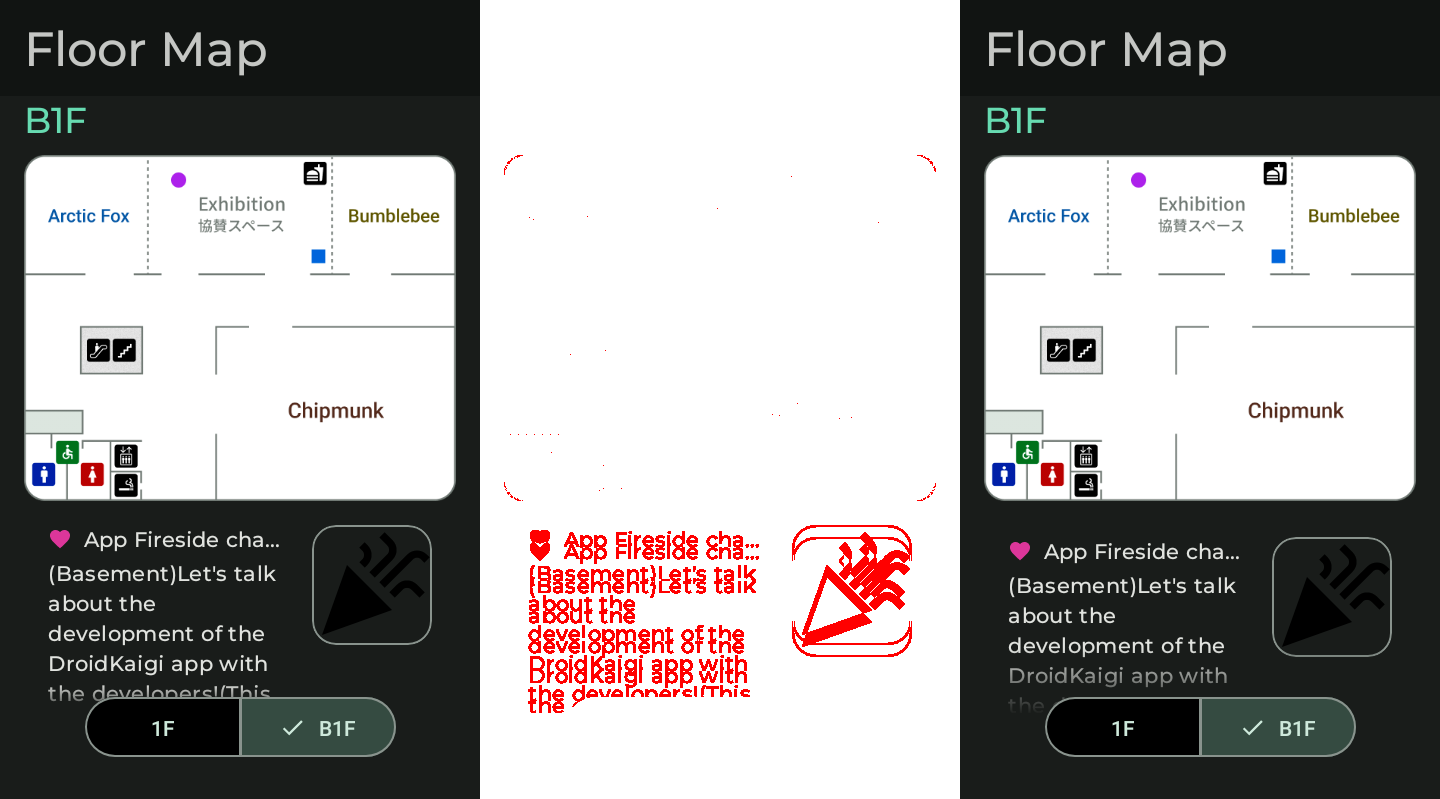 Floor Map
B1F
Arctic Fox
Exhibition
協賛スペース
Bumblebee
Chipmunk
App Fireside cha...
(Basement)Let's talk
about the
development of the
DroidKaigi app with
the developers!(This
1F
B1F
App Fireside cha...
App Fireside cha...
(Basement)Let's talk
(Basement)Let's talk
about the
about the
development of the
development of the
DroidKaigi app with
DroidKaigi app with
the developers!(This
the
Floor Map
B1F
Arctic Fox
Exhibition
協賛スペース
Bumblebee
Chipmunk
App Fireside cha...
(Basement)Let's talk
about the
development of the
DroidKaigi app with
the
1F
B1F